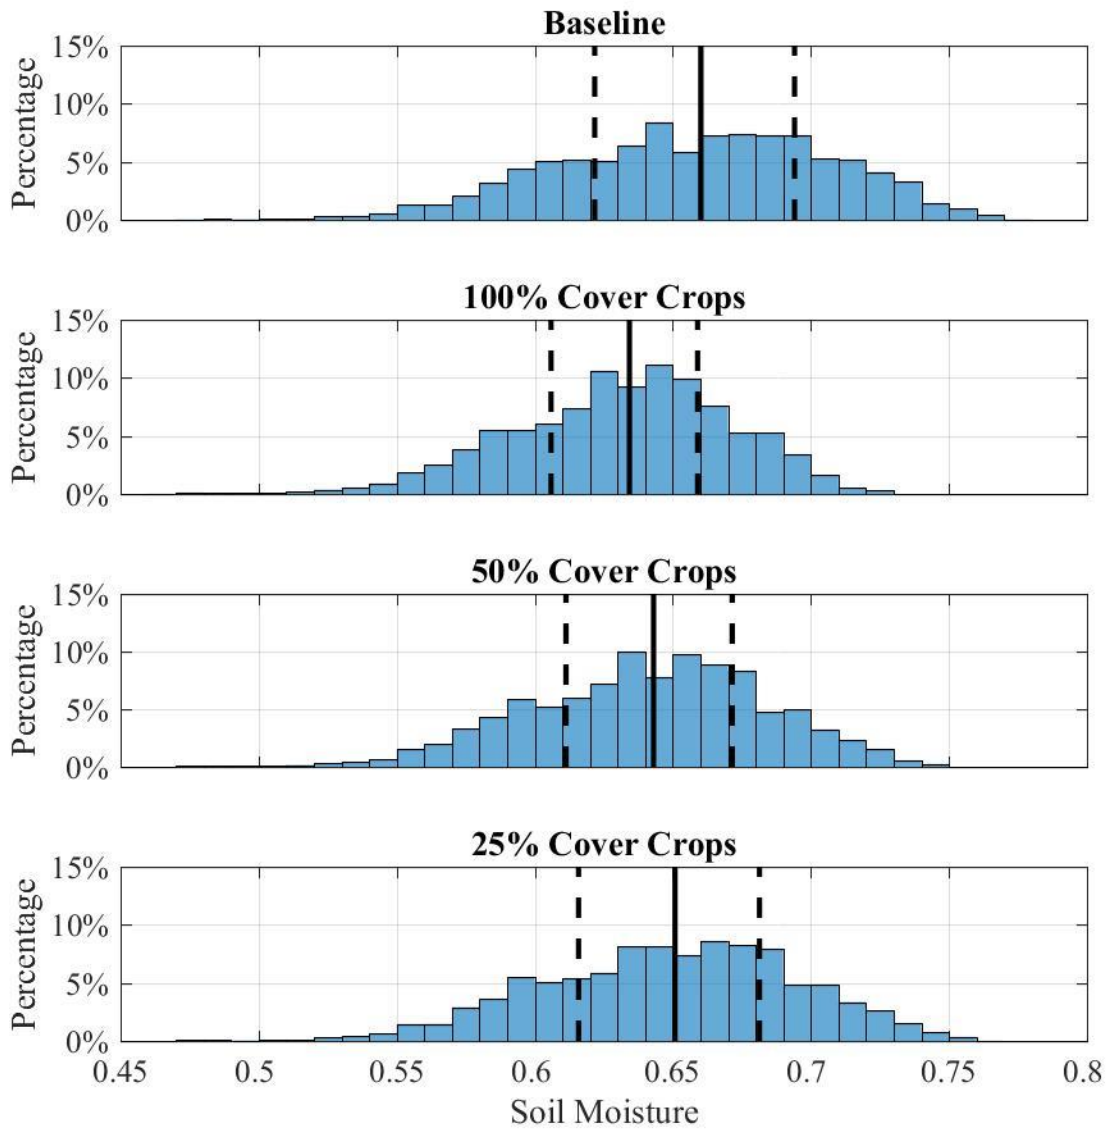 Baseline
15%
10%
5%
0%
Percentage
100% Cover Crops
15%
10%
5%
0%
Percentage
50% Cover Crops
15%
10%
5%
0%
Percentage
25% Cover Crops
15%
10%
5%
0%
Percentage
0.45 0.5 0.55 0.6 0.65 0.7 0.75 0.8
Soil Moisture